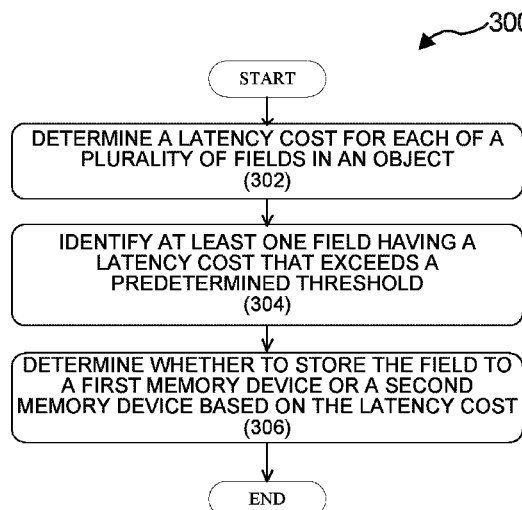 300
START
DETERMINE A LATENCY COST FOR EACH OF A
PLURALITY OF FIELDS IN AN OBJECT
(302)
IDENTIFY AT LEAST ONE FIELD HAVING A
LATENCY COST THAT EXCEEDS A
PREDETERMINED THRESHOLD
(304)
DETERMINE WHETHER TO STORE THE FIELD TO
A FIRST MEMORY DEVICE OR A SECOND
MEMORY DEVICE BASED ON THE LATENCY COST
(306)
END